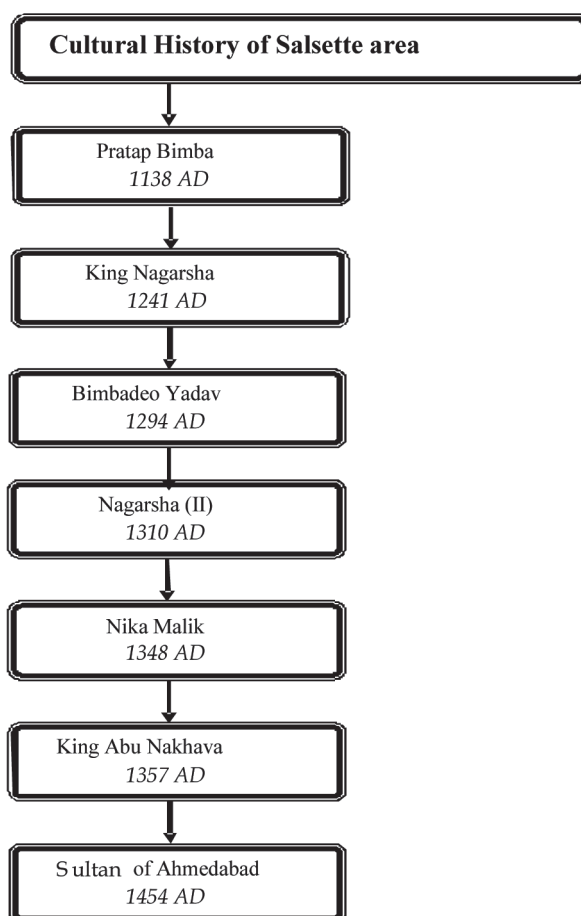 Cultural History of Salsette area
Pratap Bimba
1138 AD
King Nagarsha
1241 AD
Bimbadeo Yadav
1294 AD
Nagarsha (II)
1310 AD
Nika Malik
1348 AD
King Abu Nakhava
1357 AD
Sultan of Ahmedabad
1454 AD